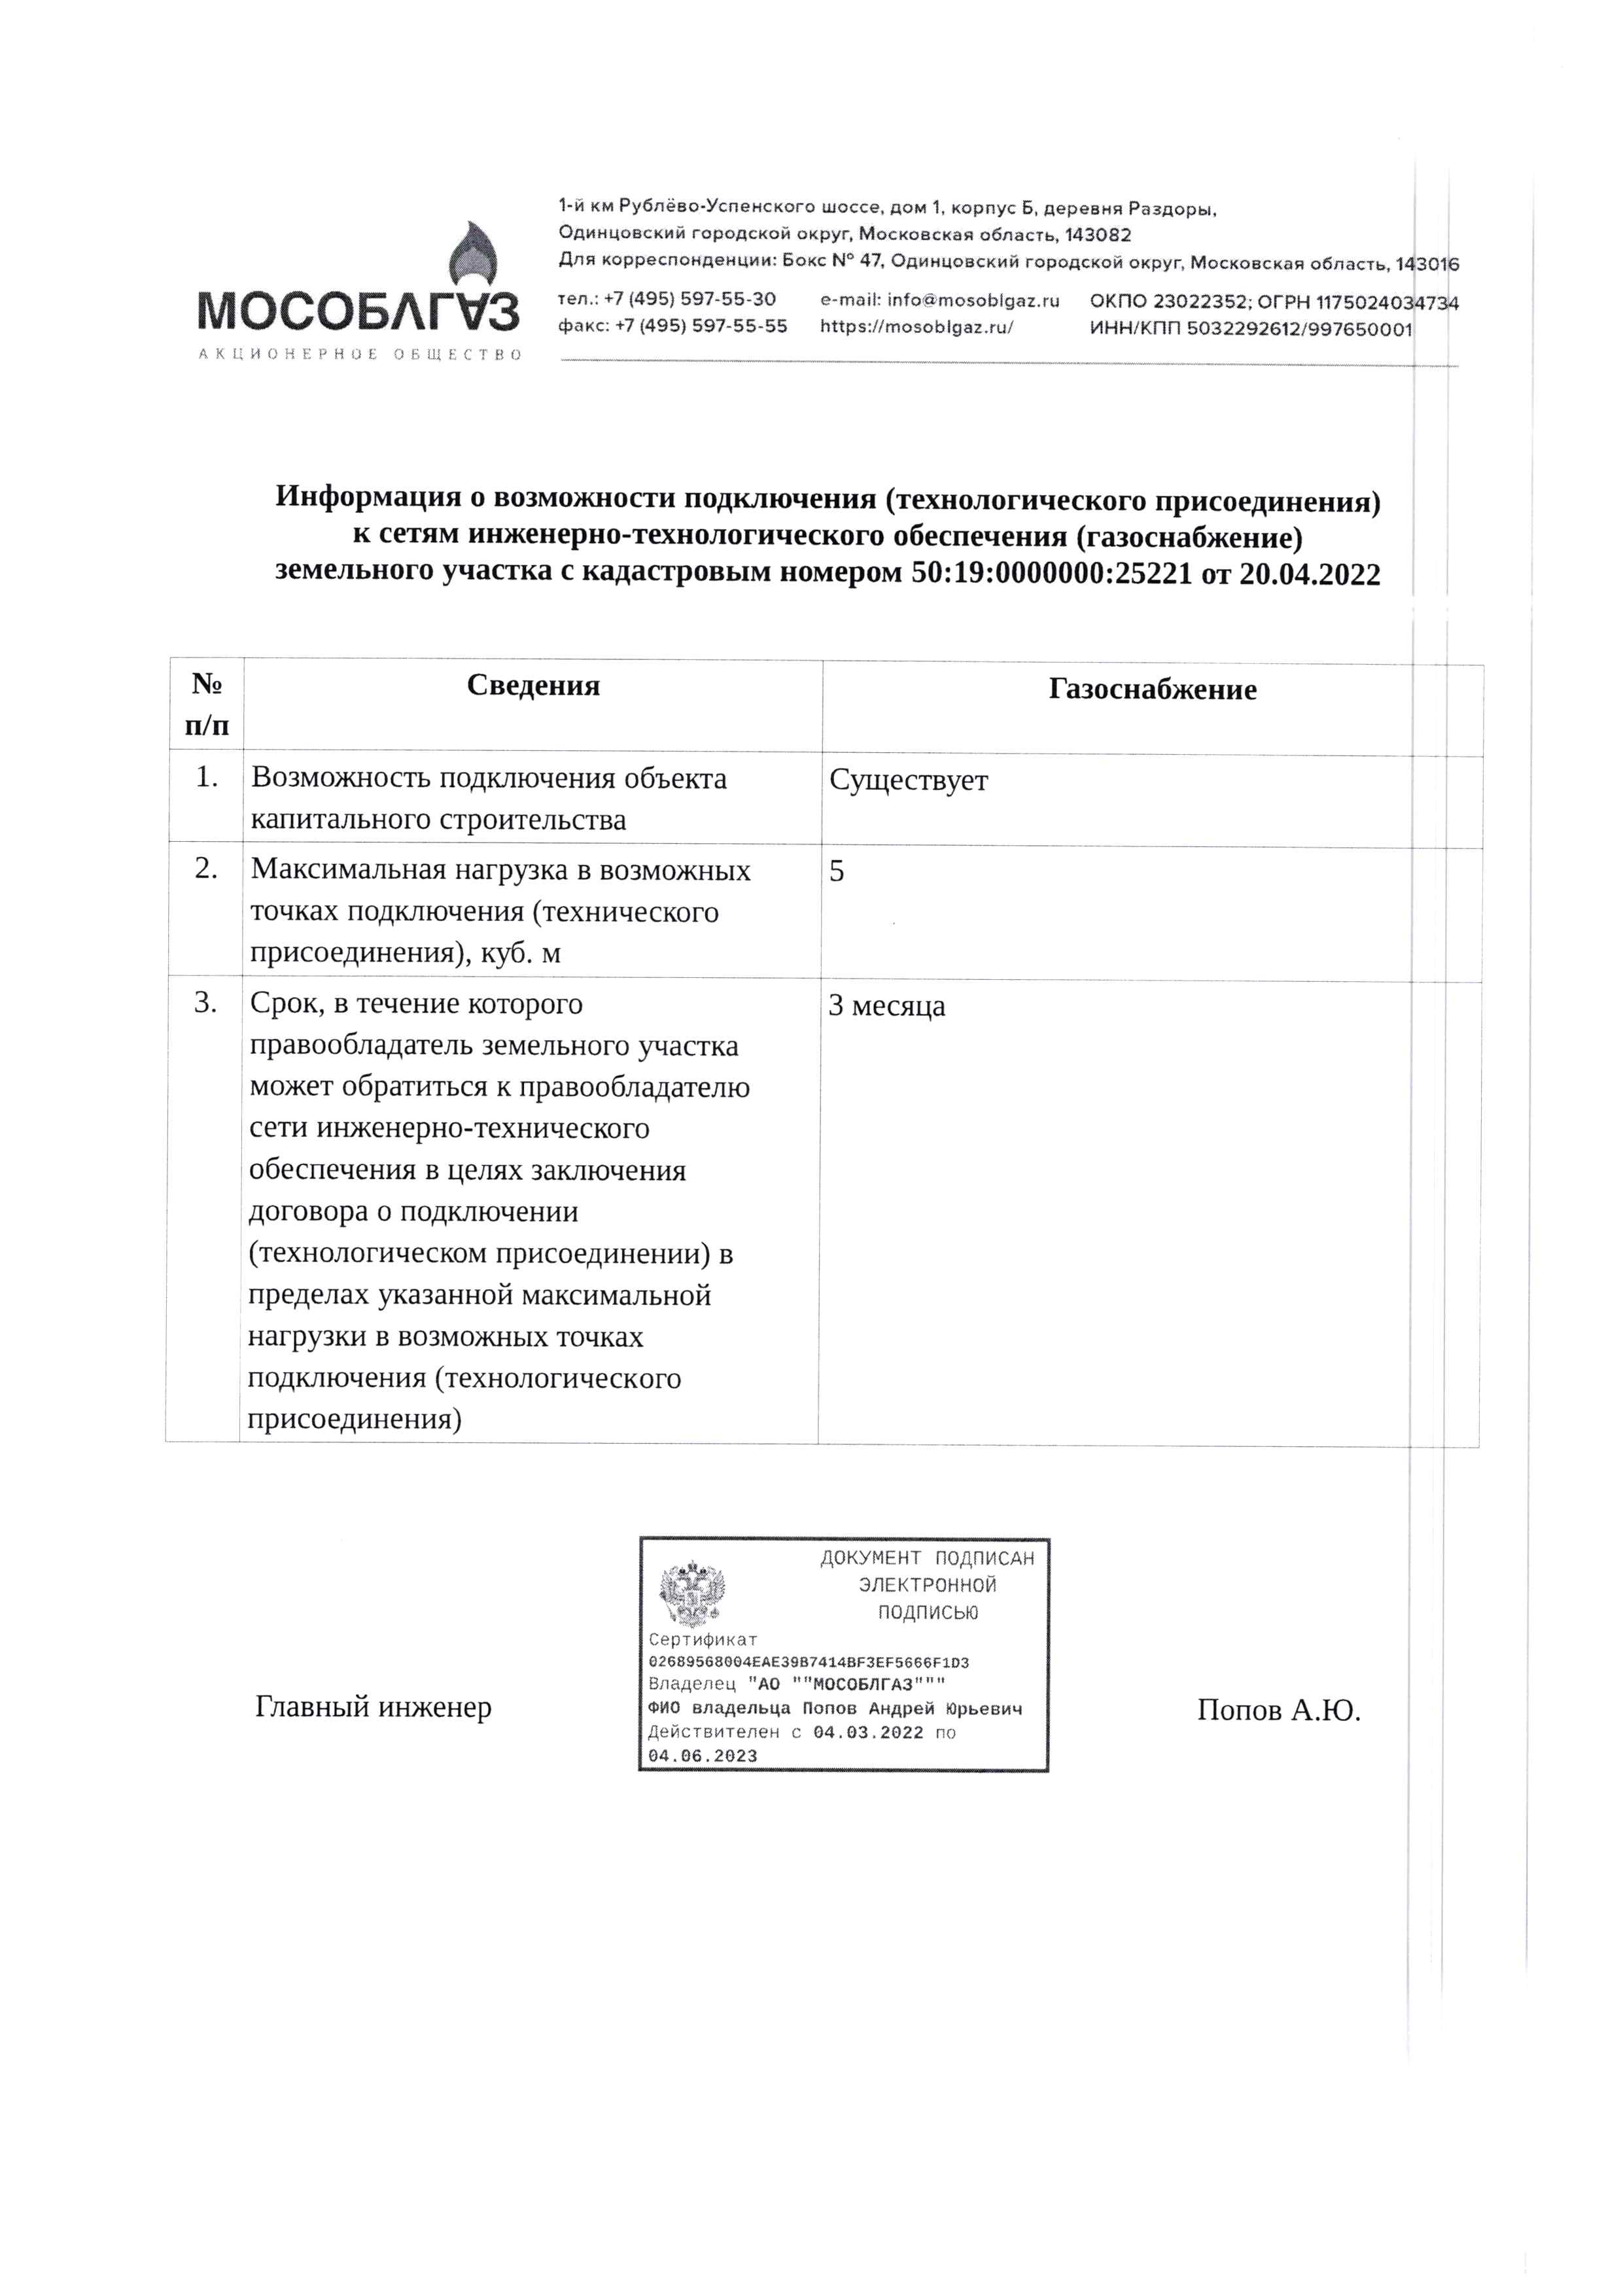 1-й км Рублёво-Успенского шоссе, дом 1, корпус Б, деревня Раздоры,
Одинцовский городской округ, Московская область, 143082
Для корреспонденции: Бокс № 47, Одинцовский городской округ, Московская область, 143016
МОСОБЛГАЗ
АКЦИОНЕРНОЕ ОБЩЕСТВО
тел.: +7 (495) 597-55-30 e-mail: info@mosoblgaz.ru ОКПО 23022352; ОГРН 1175024034734
факс: +7 (495) 597-55-55 https://mosoblgaz.ru/ ИНН/КПП 5032292612/997650001
Информация о возможности подключения (технологического присоединения)
к сетям инженерно-технологического обеспечения (газоснабжение)
земельного участка с кадастровым номером 50:19:0000000:25221 от 20.04.2022
№ Сведения Газоснабжение
п/п
1. Возможность подключения объекта Существует
капитального строительства
2. Максимальная нагрузка в возможных 5
точках подключения (технического
присоединения), куб. м
3. Срок, в течение которого 3 месяца
правообладатель земельного участка
может обратиться к правообладателю
сети инженерно-технического
обеспечения в целях заключения
договора о подключении
(технологическом присоединении) в
пределах указанной максимальной
нагрузки в возможных точках
подключения (технологического
присоединения)
ДОКУМЕНТ ПОДПИСАН
ЭЛЕКТРОННОЙ
ПОДПИСЬЮ
Сертификат
02689568004EAE39B7414BF3EF5666F1D3
Владелец "АО ""МОСОБЛГАЗ"""
ФИО владельца Попов Андрей Юрьевич
Действителен с 04.03.2022 по
04.06.2023
Главный инженер Попов А.Ю.